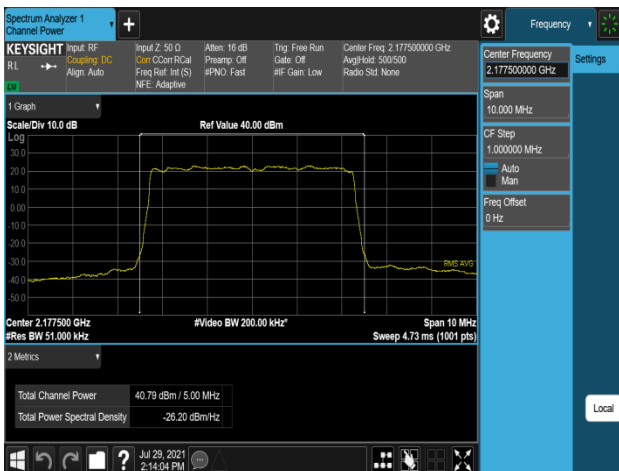 Spectrum Analyzer 1
Channel Power
Frequency
KEYSIGHT
RL
LW
Input: RF
Coupling: DC
Align: Auto
Input Z: 50 Ω
Corr CCorr RCal
Freq Ref: Int (S)
NFE: Adaptive
Atten: 16 dB
Preamp: Off
#PNO: Fast
Trig: Free Run
Gate: Off
#IF Gain: Low
Center Freq: 2.177500000 GHz
Avg|Hold: 500/500
Radio Std: None
Center Frequency
2.177500000 GHz
Settings
Span
10.000 MHz
CF Step
1.000000 MHz
Auto
Man
Freq Offset
0 Hz
1 Graph
Scale/Div 10.0 dB
Ref Value 40.00 dBm
Log
30.0
20.0
10.0
0.00
-10.0
-20.0
-30.0
RMS AVG
-40.0
-50.0
Center 2.177500 GHz
#Video BW 200.00 kHz*
Span 10 MHz
#Res BW 51.000 kHz
Sweep 4.73 ms (1001 pts)
2 Metrics
Total Channel Power
40.79 dBm / 5.00 MHz
Total Power Spectral Density
-26.20 dBm/Hz
Local
?
Jul 29, 2021
2:14:04 PM